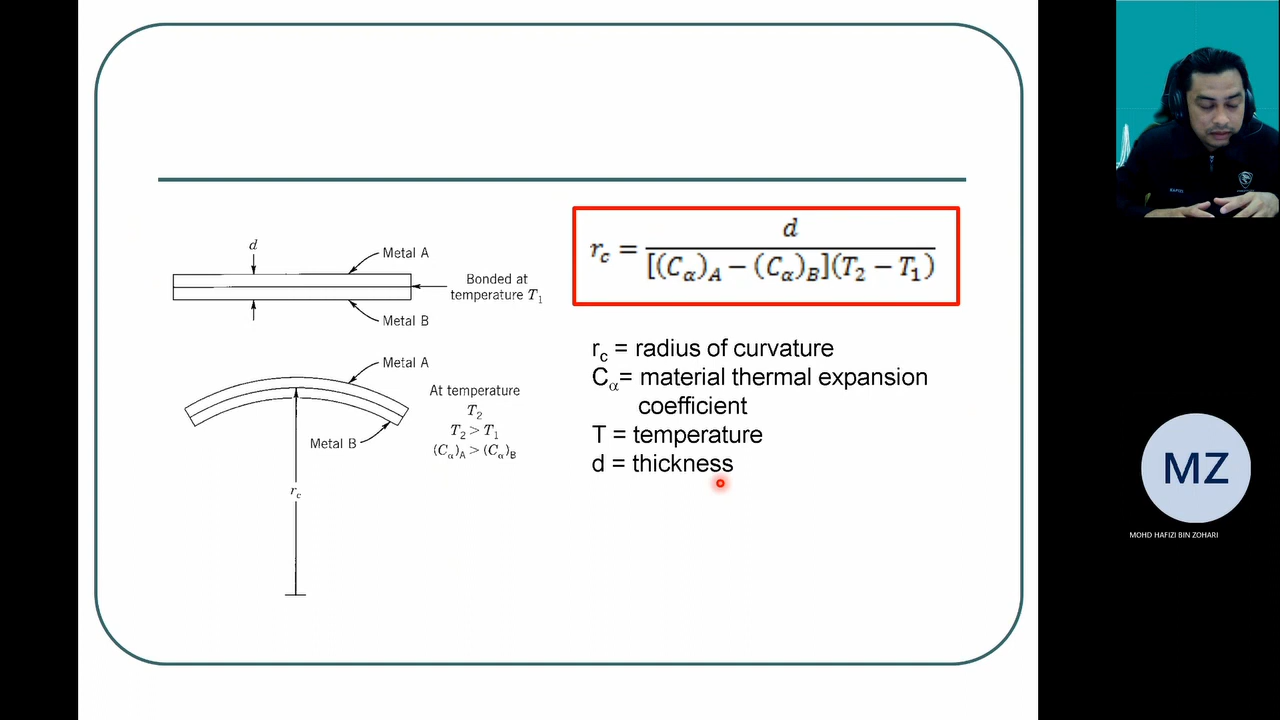 d
Metal A
Bonded at
temperature T₁
Metal B
Metal A
At temperature
T₂
T₂ > T₁
(Cα)A > (Cα)B
Metal B
rc
rc = d / [(Cα)A − (Cα)B](T₂ − T₁)
rc = radius of curvature
Cα= material thermal expansion
coefficient
T = temperature
d = thickness
MZ
MOHD HAFIZI BIN ZOHARI